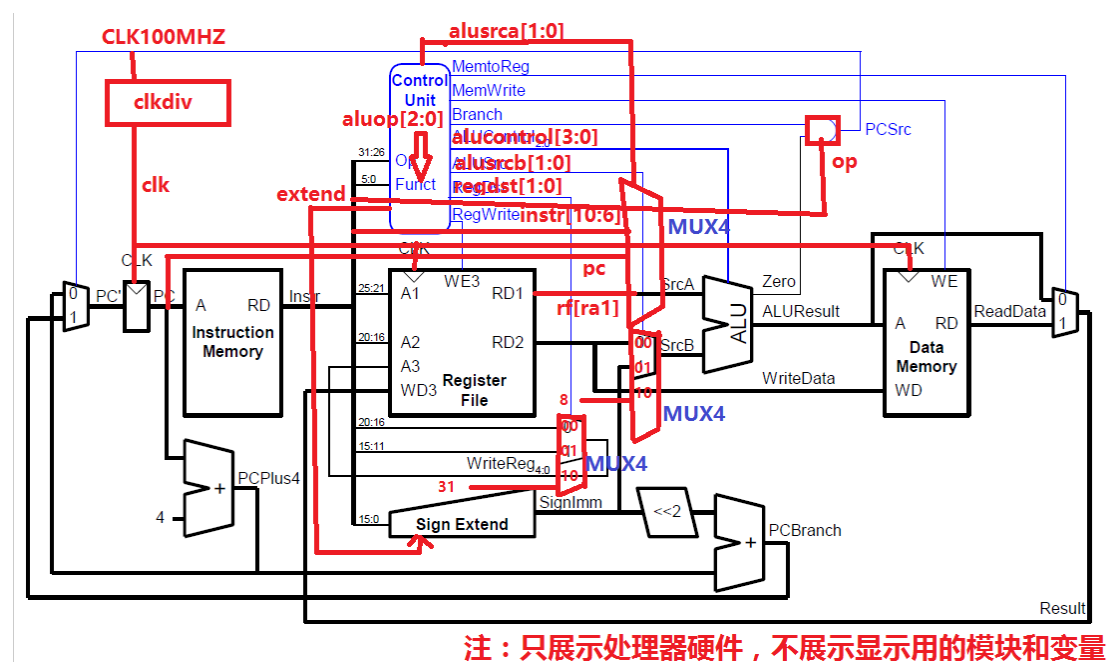 alusrca[1:0]
CLK100MHZ
MemtoReg
Control
Unit
MemWrite
clkdiv
Branch
aluop[2:0]
PCSrc
alucontrol[3:0]
op
31:26
Op
alusrcb[1:0]
5:0
Funct
regdst[1:0]
clk
extend
RegWrite
instr[10:6]
MUX4
CLK
CLK
CLK
pc
0
PC'
PC
A
RD
Instr
25:21
A1
WE3
RD1
SrcA
Zero
WE
0
1
rf[ra1]
ALUResult
ReadData
Instruction
Memory
20:16
A2
RD2
00
SrcB
ALU
A
RD
1
Data
Memory
A3
01
WD3
Register
File
8
10
WriteData
WD
MUX4
20:16
00
15:11
01
WriteReg4:0
MUX4
10
PCPlus4
+
31
SignImm
4
15:0
Sign Extend
<<2
PCBranch
+
Result
注：只展示处理器硬件，不展示显示用的模块和变量